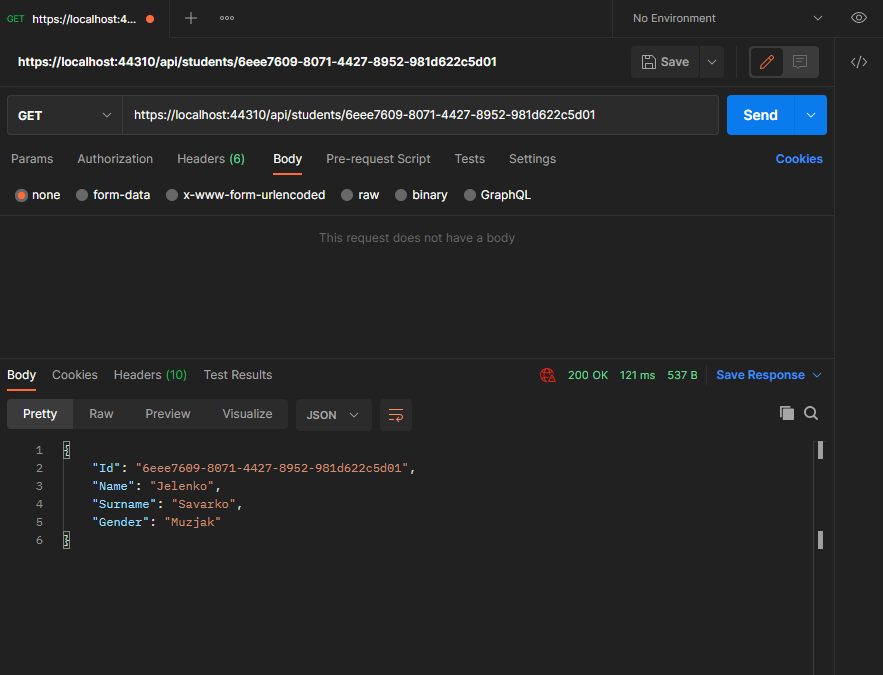 GET https://localhost:4...
No Environment
https://localhost:44310/api/students/6eee7609-8071-4427-8952-981d622c5d01
Save
GET https://localhost:44310/api/students/6eee7609-8071-4427-8952-981d622c5d01 Send
Params Authorization Headers (6) Body Pre-request Script Tests Settings Cookies
none form-data x-www-form-urlencoded raw binary GraphQL
This request does not have a body
Body Cookies Headers (10) Test Results 200 OK 121 ms 537 B Save Response
Pretty Raw Preview Visualize JSON
1 {
2 "Id": "6eee7609-8071-4427-8952-981d622c5d01",
3 "Name": "Jelenko",
4 "Surname": "Savarko",
5 "Gender": "Muzjak"
6 }